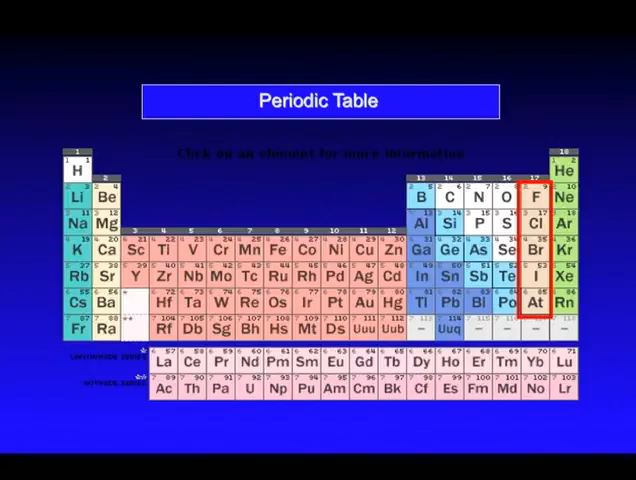 Periodic Table
Click on an element for more information
1 18
H He
2 13 14 15 16 17
Li Be B C N O F Ne
Na Mg Al Si P S Cl Ar
3 4 5 6 7 8 9 10 11 12
K Ca Sc Ti V Cr Mn Fe Co Ni Cu Zn Ga Ge As Se Br Kr
Rb Sr Y Zr Nb Mo Tc Ru Rh Pd Ag Cd In Sn Sb Te I Xe
Cs Ba * Hf Ta W Re Os Ir Pt Au Hg Tl Pb Bi Po At Rn
Fr Ra ** Rf Db Sg Bh Hs Mt Ds Uuu Uub – Uuq – – – –
La Ce Pr Nd Pm Sm Eu Gd Tb Dy Ho Er Tm Yb Lu
Ac Th Pa U Np Pu Am Cm Bk Cf Es Fm Md No Lr